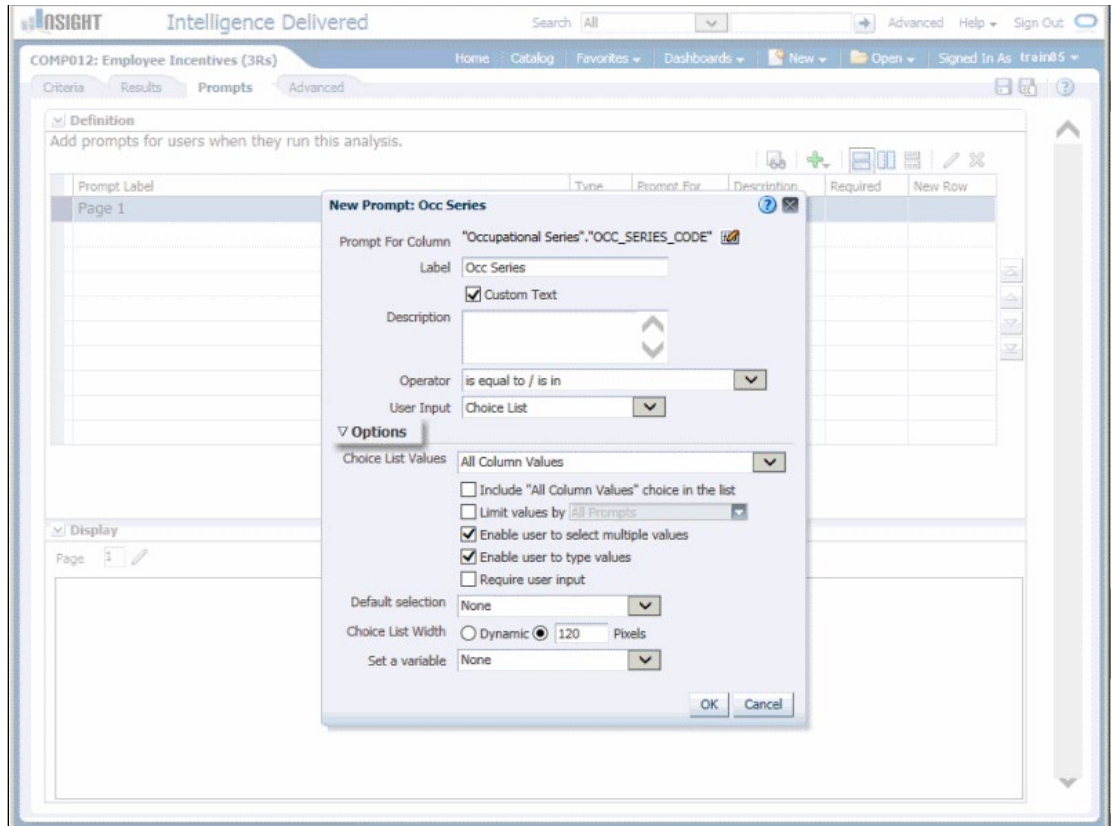 INSIGHT Intelligence Delivered Search All Advanced Help Sign Out
COMP012: Employee Incentives (3Rs) Home Catalog Favorites Dashboards New Open Signed In As train85
Criteria Results Prompts Advanced
Definition
Add prompts for users when they run this analysis.
Prompt Label Type Prompt For Description Required New Row
Page 1
New Prompt: Occ Series
Prompt For Column "Occupational Series"."OCC_SERIES_CODE"
Label Occ Series
Custom Text
Description
Operator is equal to / is in
User Input Choice List
Options
Choice List Values All Column Values
Include "All Column Values" choice in the list
Limit values by All Prompts
Enable user to select multiple values
Enable user to type values
Require user input
Default selection None
Choice List Width Dynamic 120 Pixels
Set a variable None
OK Cancel
Display
Page 1